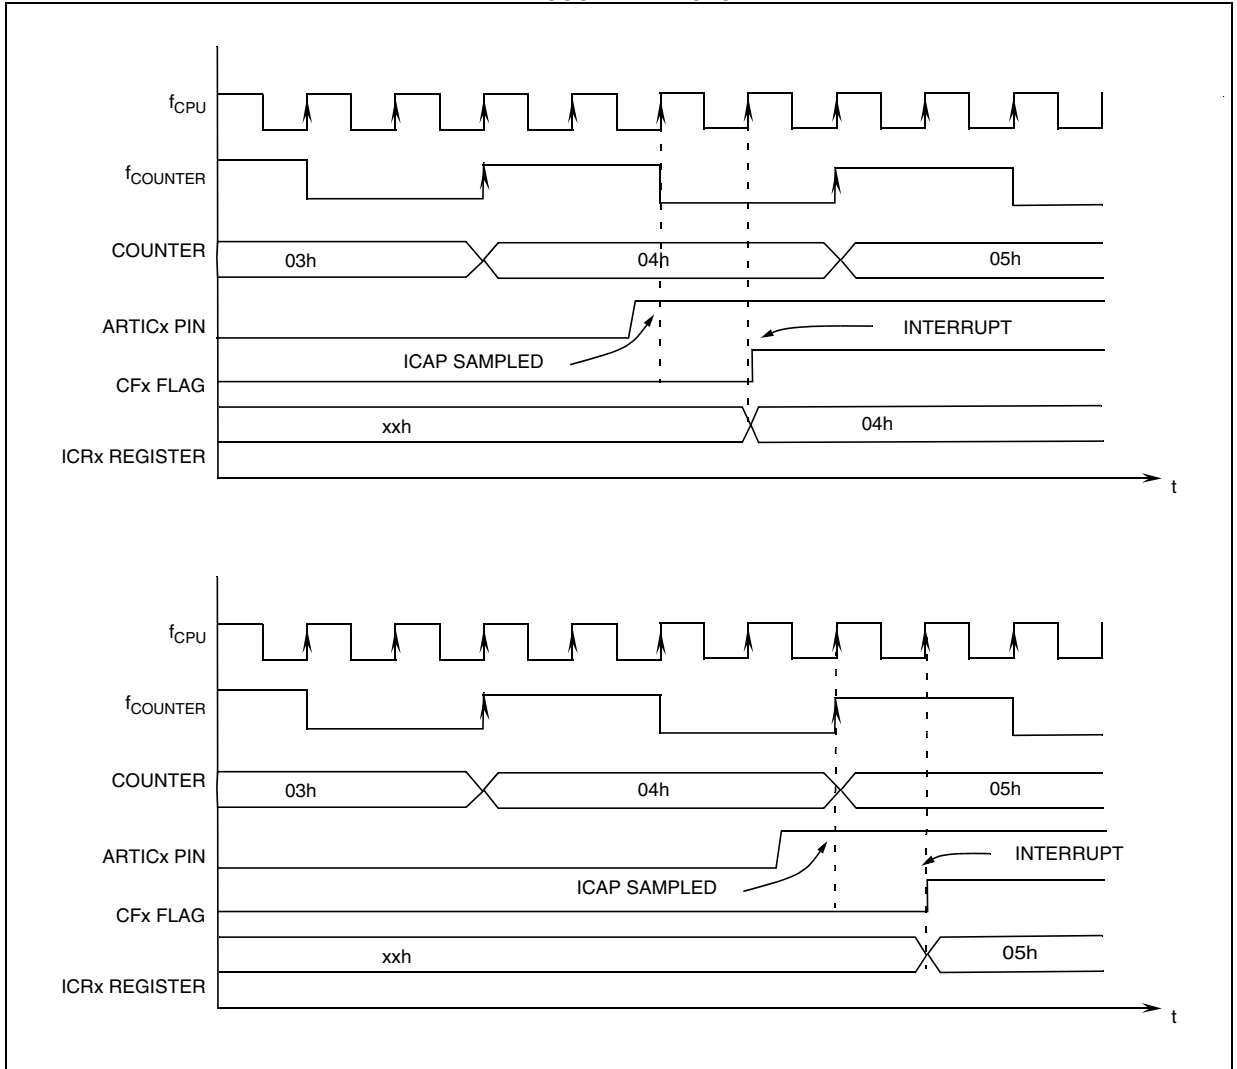 fCPU
fCOUNTER
COUNTER
03h 04h 05h
ARTICx PIN
INTERRUPT
ICAP SAMPLED
CFx FLAG
xxh 04h
ICRx REGISTER
t
fCPU
fCOUNTER
COUNTER
03h 04h 05h
ARTICx PIN
INTERRUPT
ICAP SAMPLED
CFx FLAG
xxh 05h
ICRx REGISTER
t